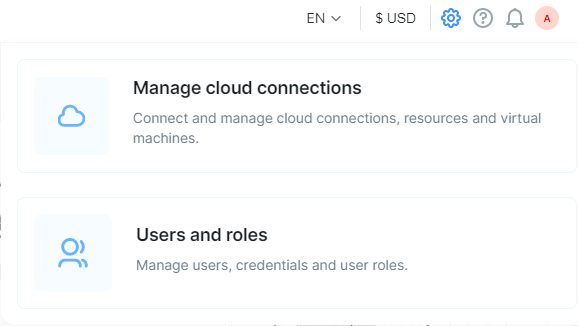 EN $ USD A
Manage cloud connections
Connect and manage cloud connections, resources and virtual
machines.
Users and roles
Manage users, credentials and user roles.